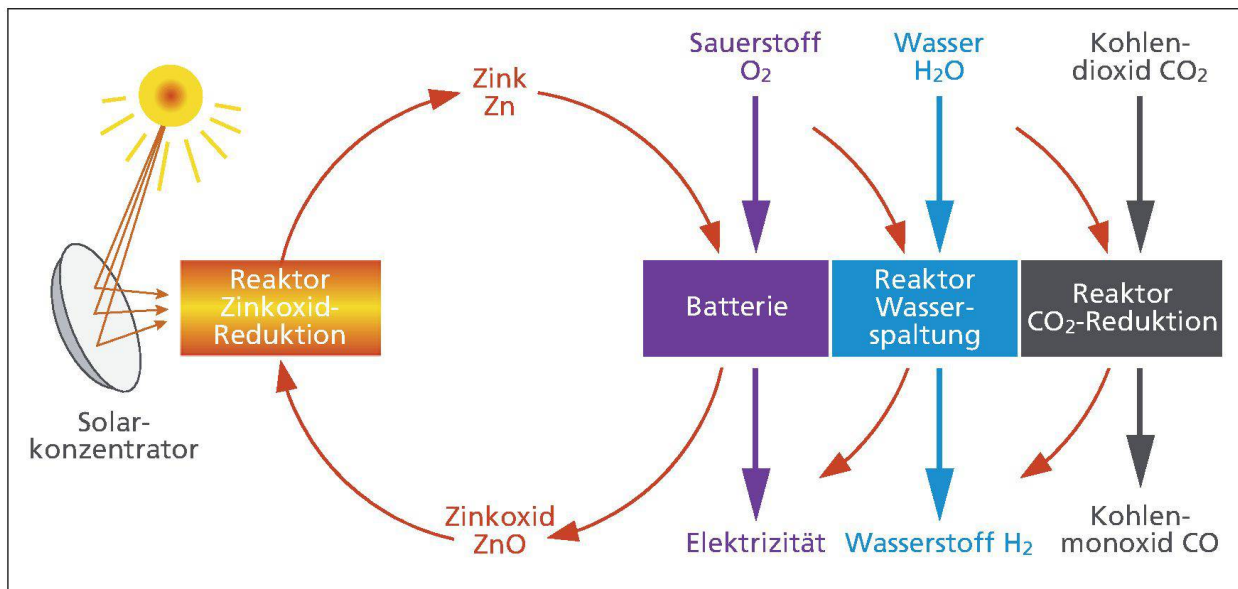 Sauerstoff
O₂
Wasser
H₂O
Kohlen-
dioxid CO₂
Zink
Zn
Reaktor
Zinkoxid-
Reduktion
Batterie
Reaktor
Wasser-
spaltung
Reaktor
CO₂-Reduktion
Solar-
konzentrator
Zinkoxid
ZnO
Elektrizität
Wasserstoff H₂
Kohlen-
monoxid CO